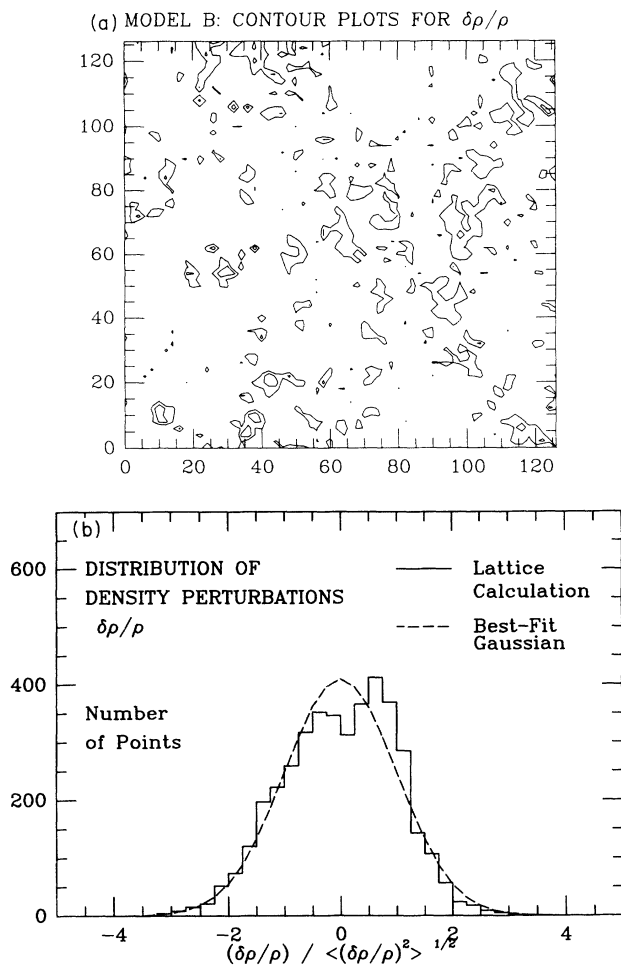 (a) MODEL B: CONTOUR PLOTS FOR δρ/ρ
120
100
80
60
40
20
0
0 20 40 60 80 100 120
(b)
600
400
200
0
DISTRIBUTION OF
DENSITY PERTURBATIONS
δρ/ρ
Lattice
Calculation
Best-Fit
Gaussian
Number
of Points
-2 0 2 4
(δρ/ρ) / <(δρ/ρ)²> 1/2